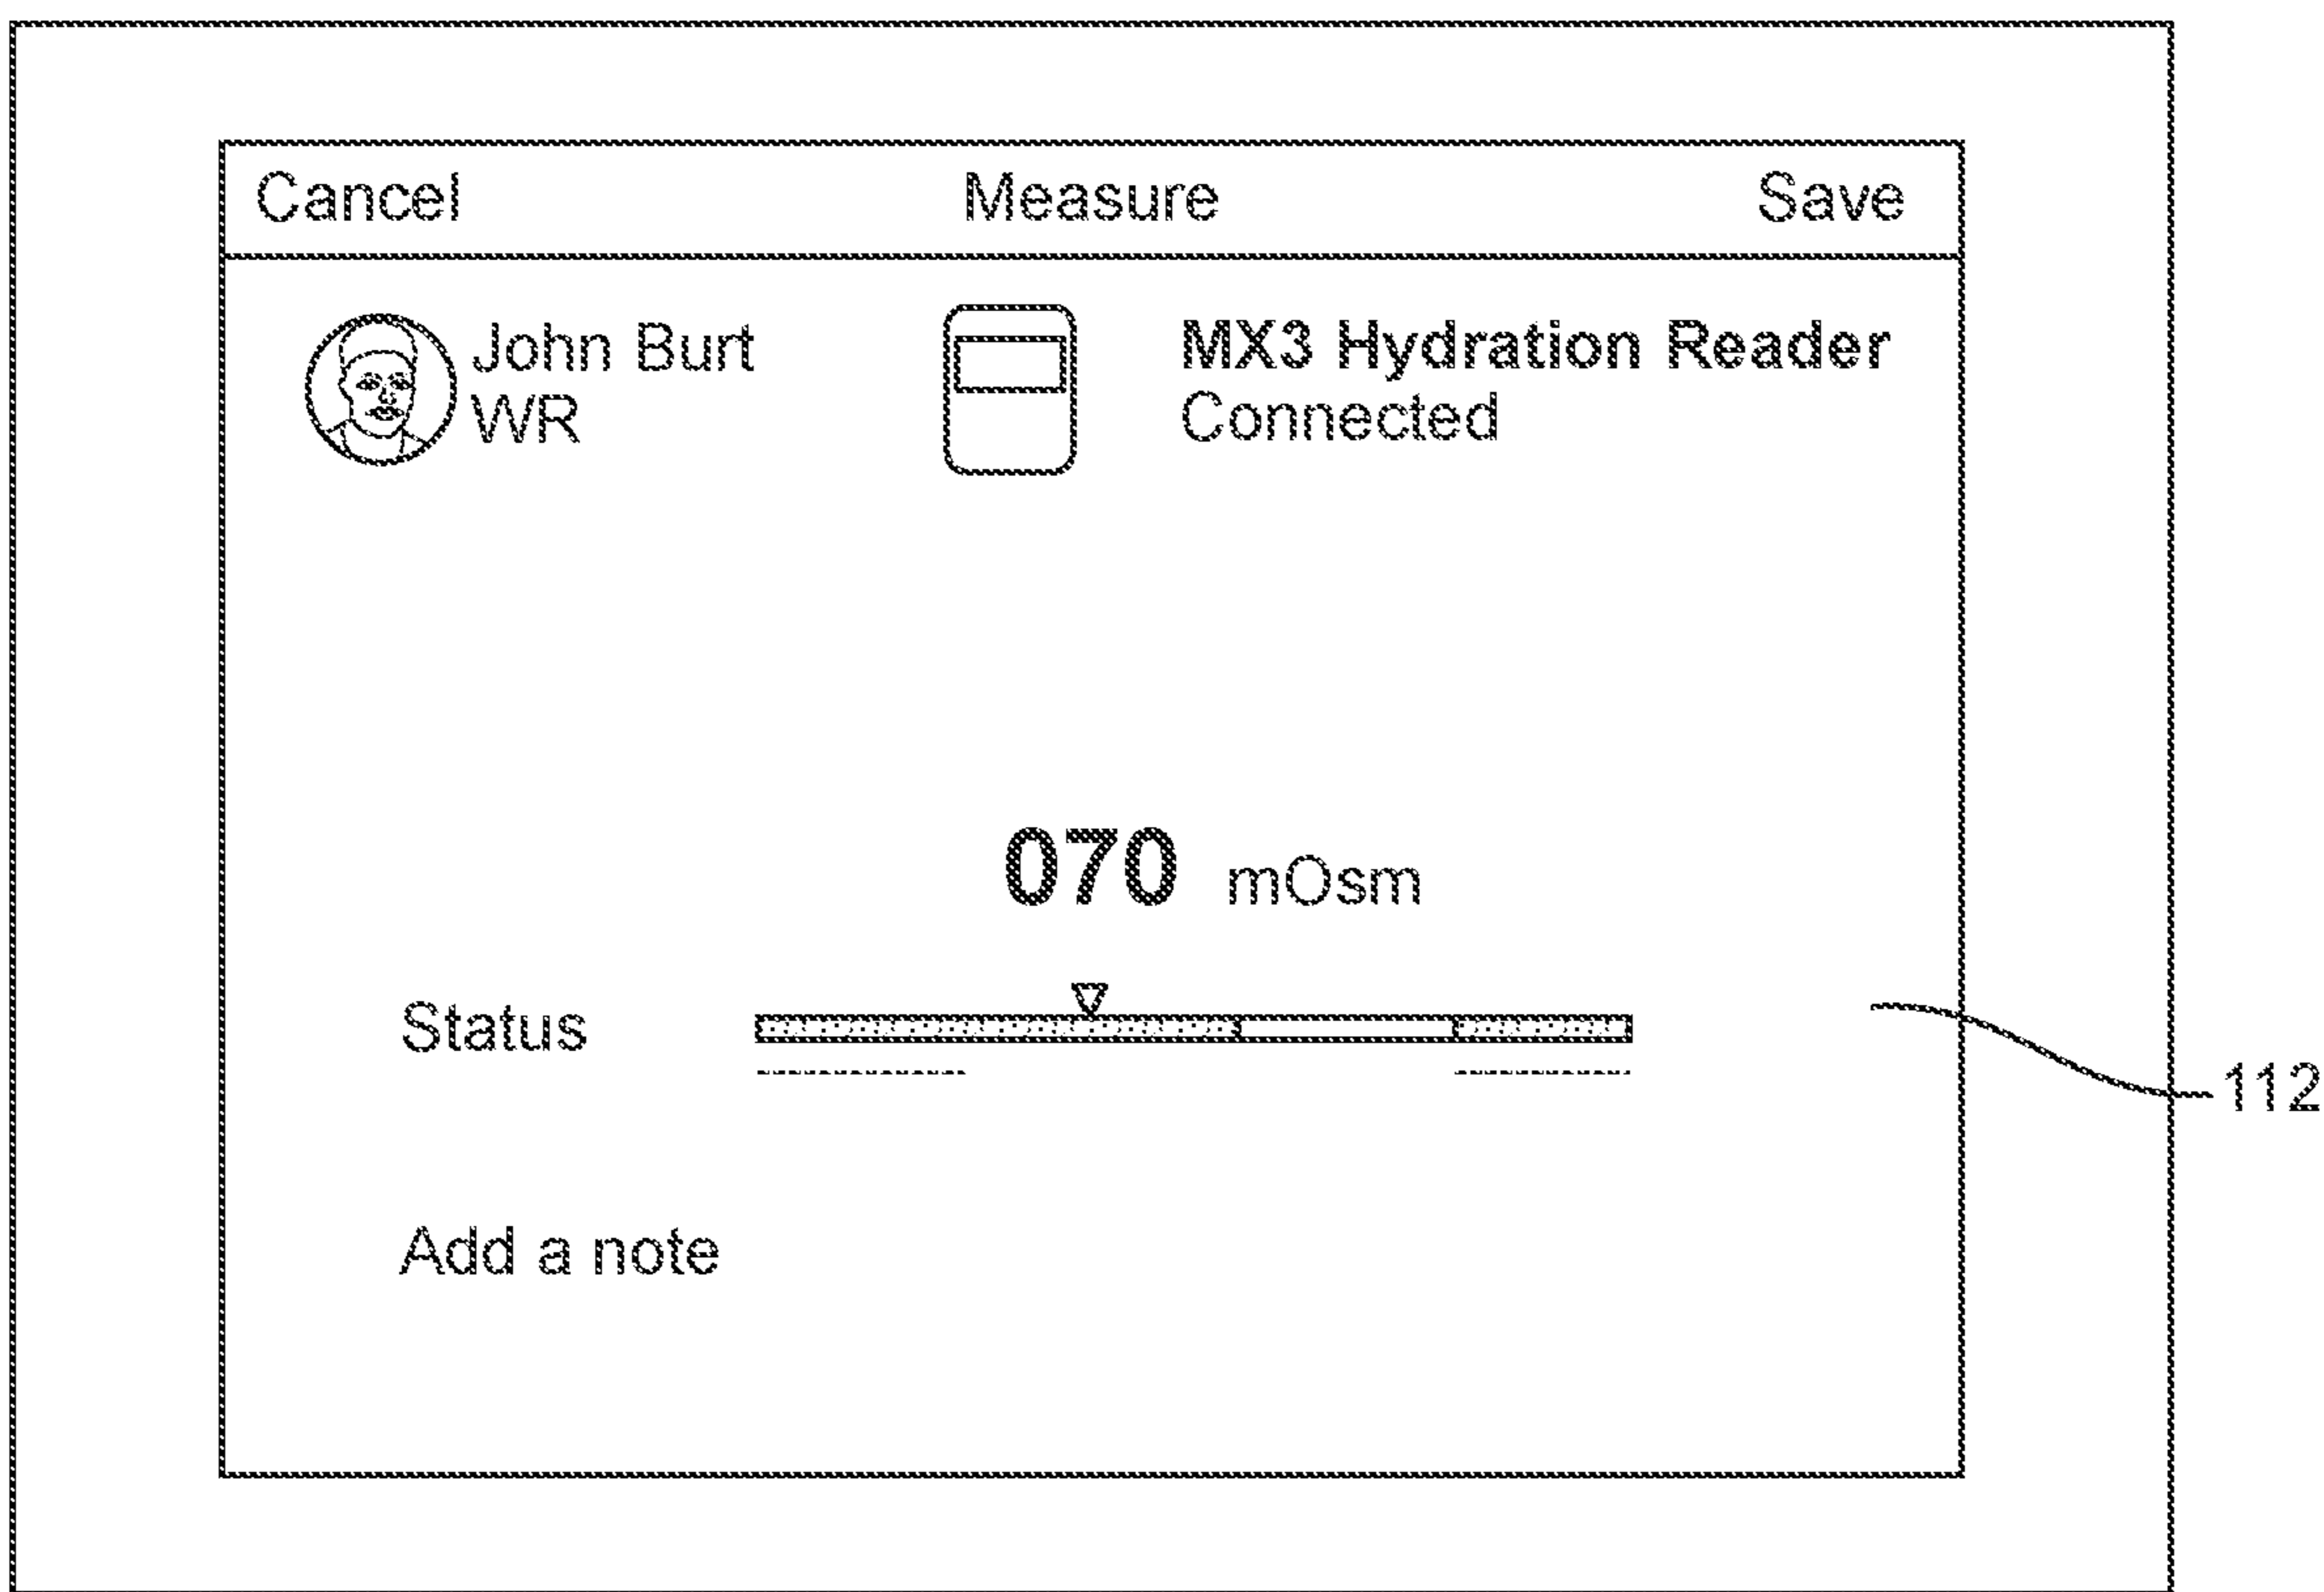 Cancel Measure Save
John Burt MX3 Hydration Reader
WR Connected
070 mOsm
Status
112
Add a note